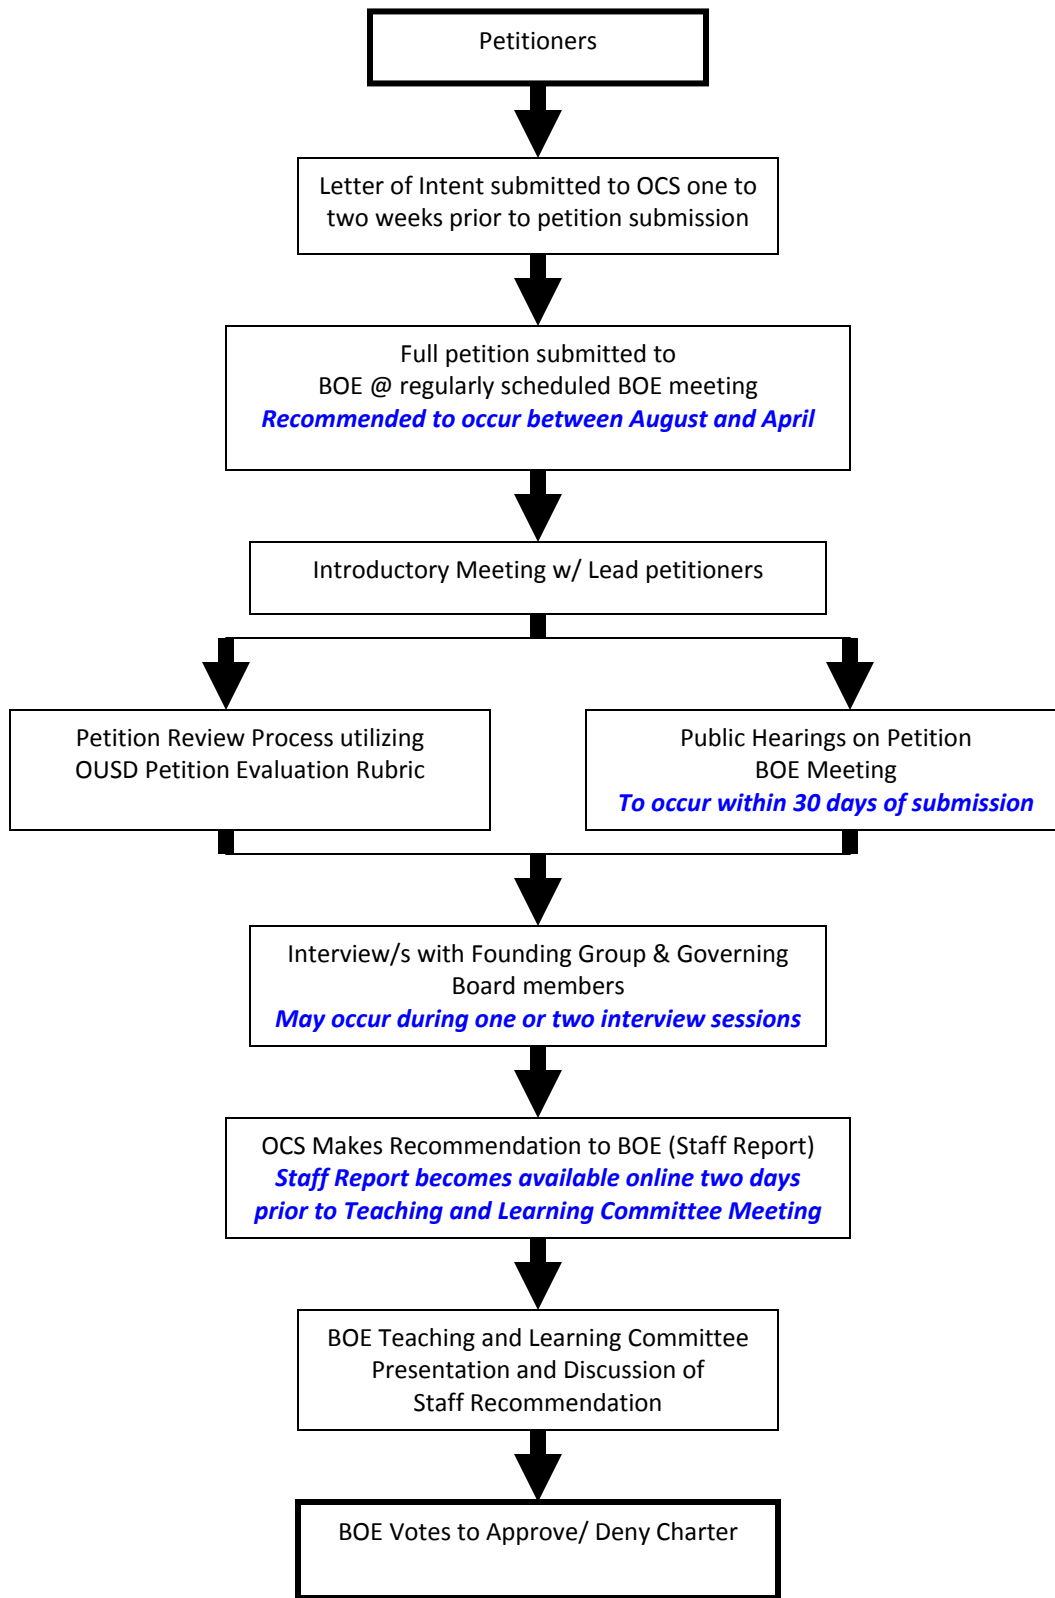 Petitioners
Letter of Intent submitted to OCS one to
two weeks prior to petition submission
Full petition submitted to
BOE @ regularly scheduled BOE meeting
Recommended to occur between August and April
Introductory Meeting w/ Lead petitioners
Petition Review Process utilizing
OUSD Petition Evaluation Rubric
Public Hearings on Petition
BOE Meeting
To occur within 30 days of submission
Interview/s with Founding Group & Governing
Board members
May occur during one or two interview sessions
OCS Makes Recommendation to BOE (Staff Report)
Staff Report becomes available online two days
prior to Teaching and Learning Committee Meeting
BOE Teaching and Learning Committee
Presentation and Discussion of
Staff Recommendation
BOE Votes to Approve/ Deny Charter